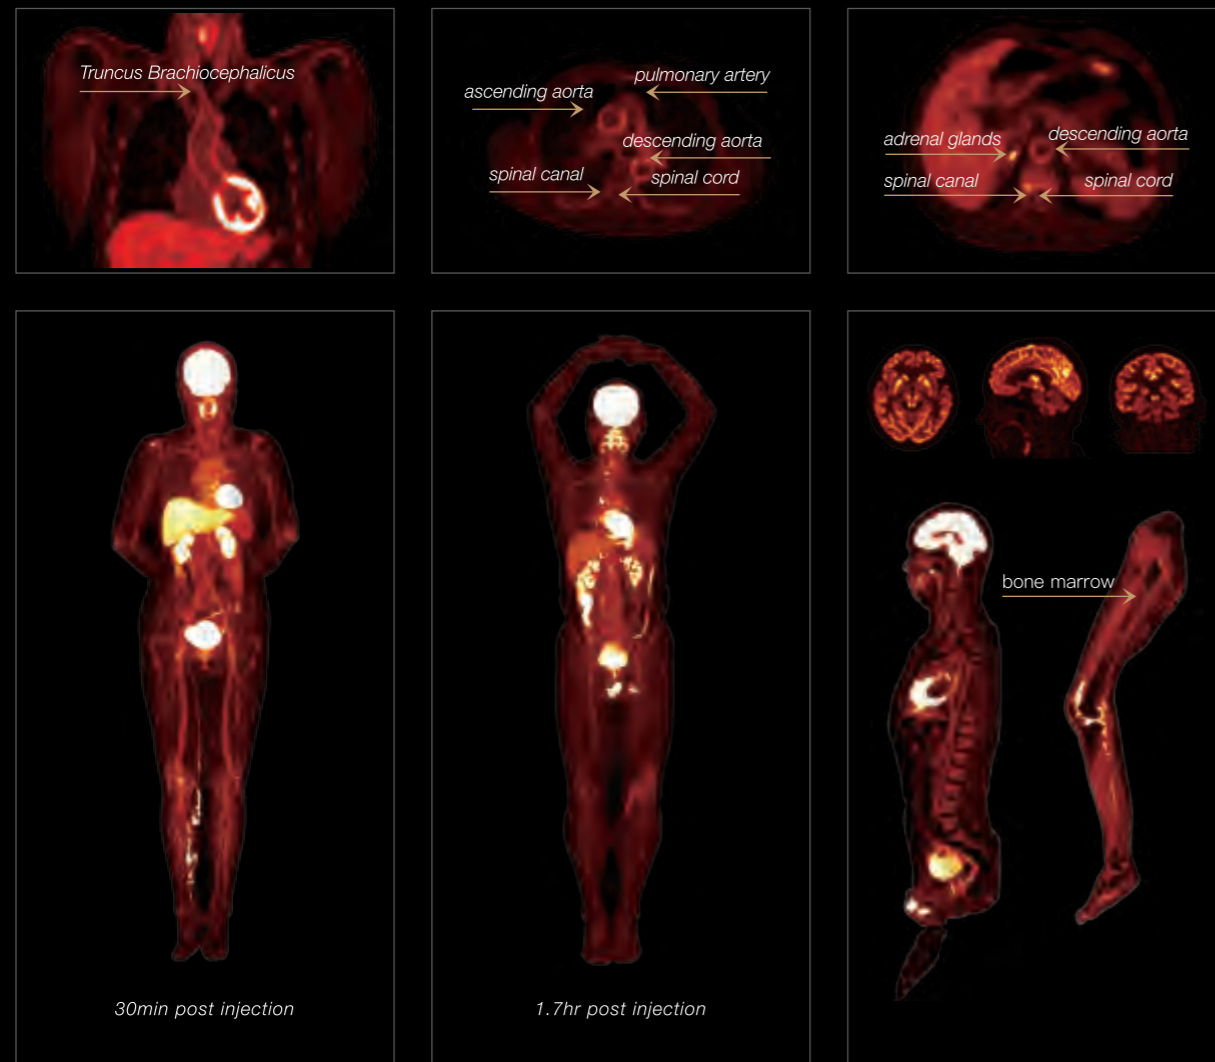 Truncus Brachiocephalicus
ascending aorta
pulmonary artery
descending aorta
spinal canal
spinal cord
adrenal glands
descending aorta
spinal canal
spinal cord
bone marrow
30min post injection
1.7hr post injection